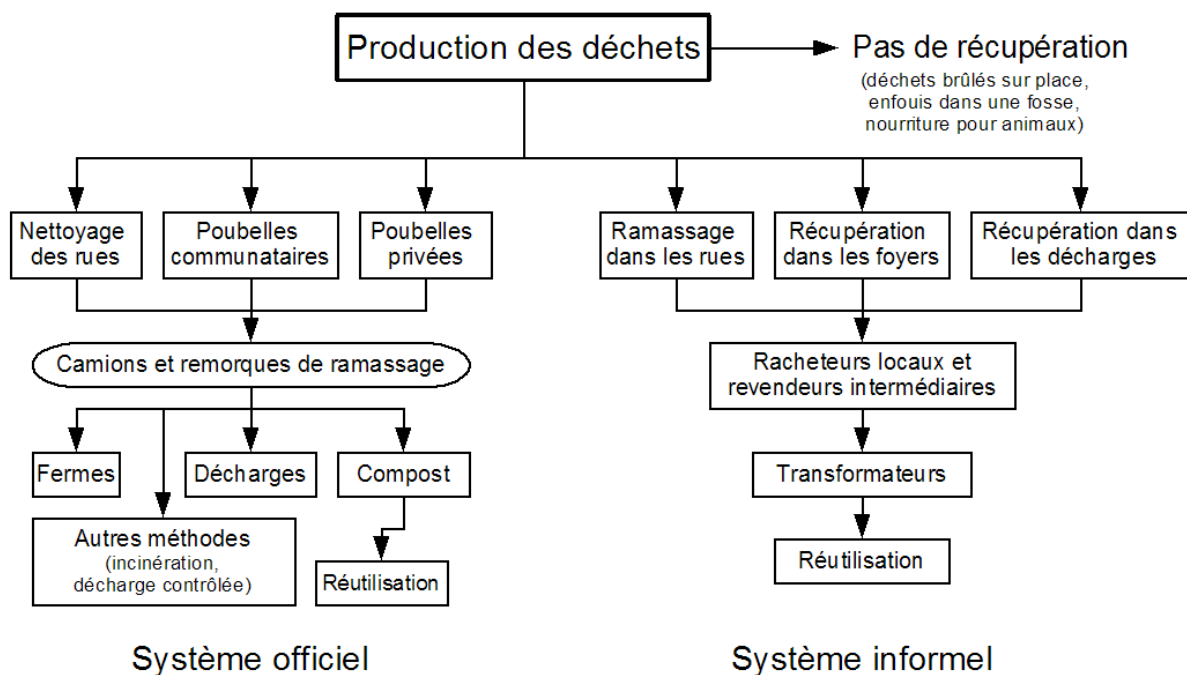 Production des déchets
Pas de récupération
(déchets brûlés sur place,
enfouis dans une fosse,
nourriture pour animaux)
Nettoyage
des rues
Poubelles
communataires
Poubelles
privées
Ramassage
dans les rues
Récupération
dans les foyers
Récupération dans
les décharges
Camions et remorques de ramassage
Racheteurs locaux et
revendeurs intermédiaires
Fermes
Décharges
Compost
Transformateurs
Autres méthodes
(incinération,
décharge contrôlée)
Réutilisation
Réutilisation
Système officiel
Système informel